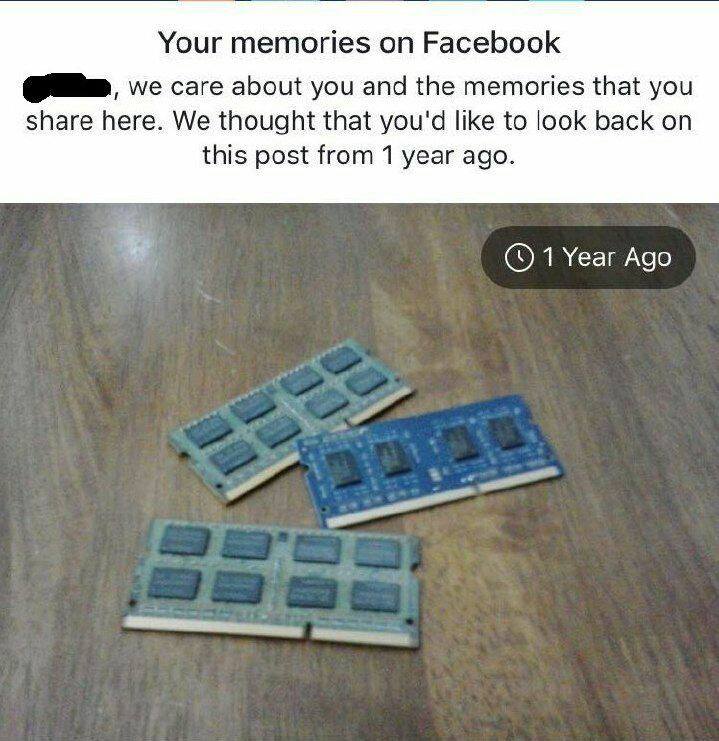 Your memories on Facebook
, we care about you and the memories that you
share here. We thought that you'd like to look back on
this post from 1 year ago.
1 Year Ago